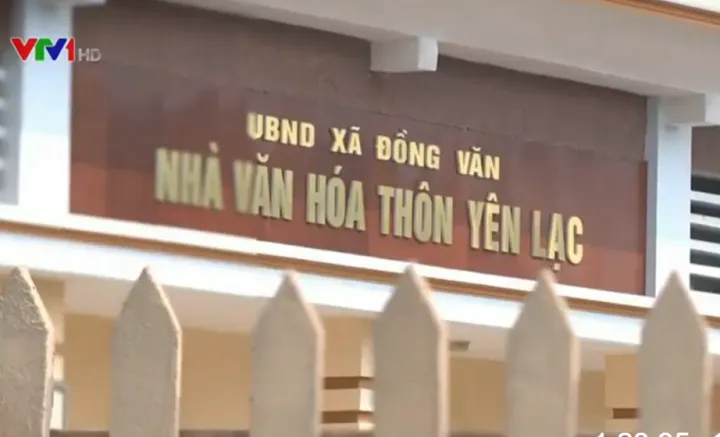 VTV1 HD
UBND XÃ ĐỒNG VĂN
NHÀ VĂN HÓA THÔN YÊN LẠC